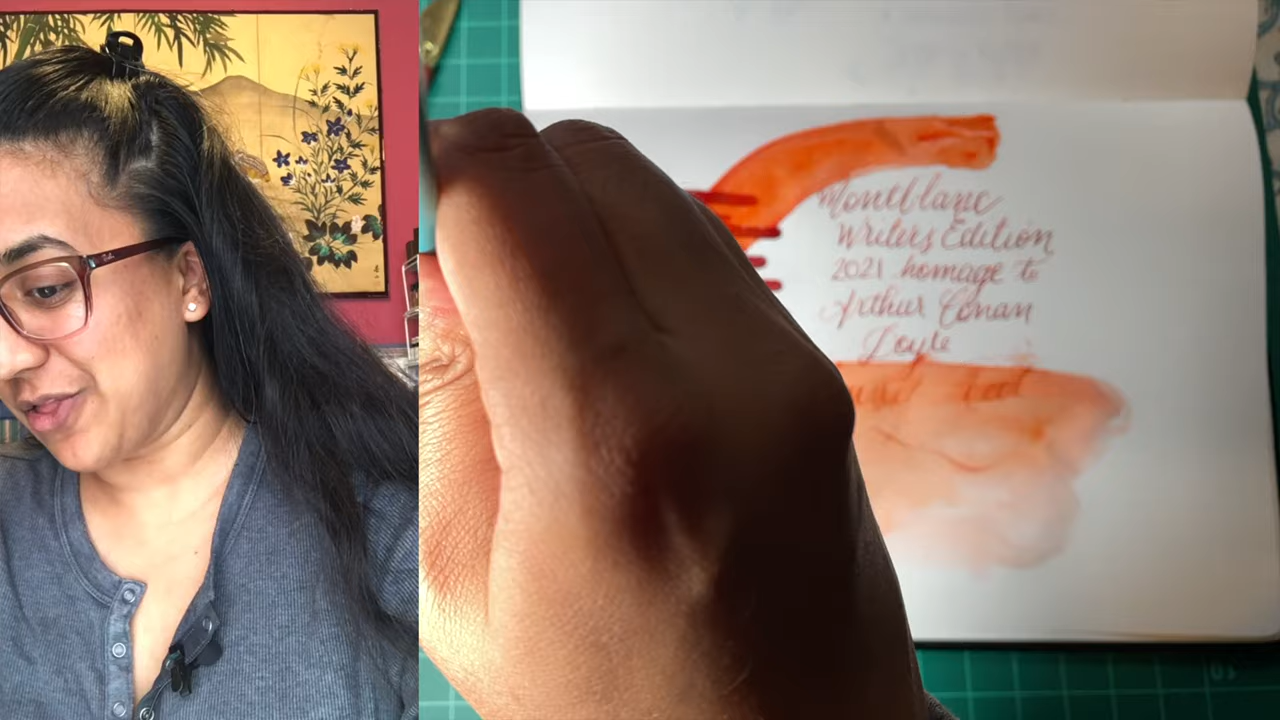 Montblanc
Writers Edition
2021 homage to
Arthur Conan
Doyle